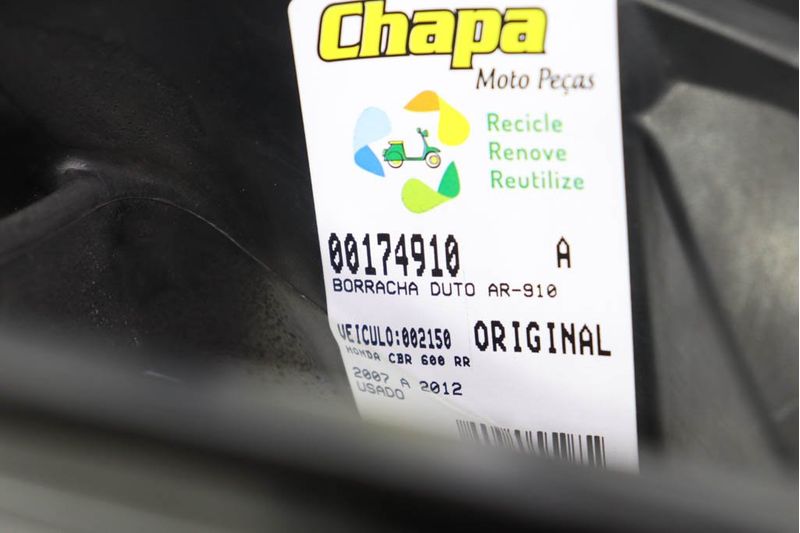 Chapa
Moto Peças
Recicle
Renove
Reutilize
00174910 A
BORRACHA DUTO AR-910
VEICULO:002150 ORIGINAL
HONDA CBR 600 RR
2007 A 2012
USADO